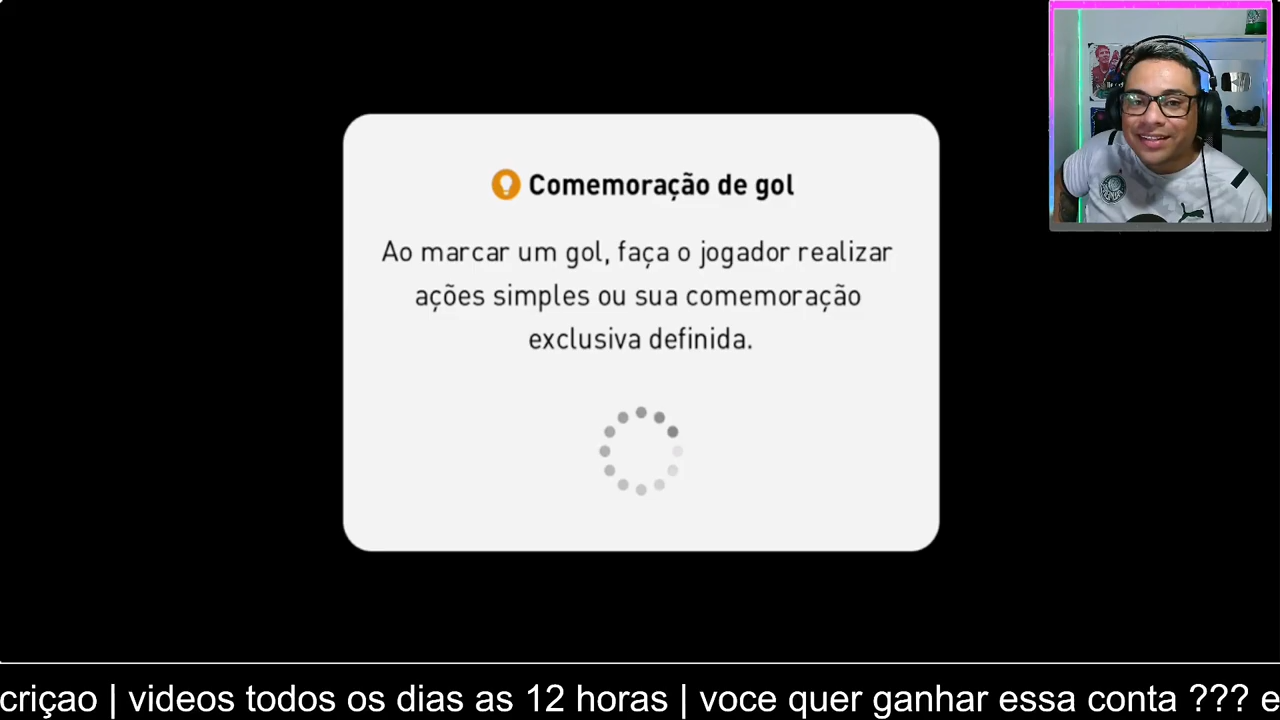 Comemoração de gol
Ao marcar um gol, faça o jogador realizar
ações simples ou sua comemoração
exclusiva definida.
criçao | videos todos os dias as 12 horas | voce quer ganhar essa conta ??? e